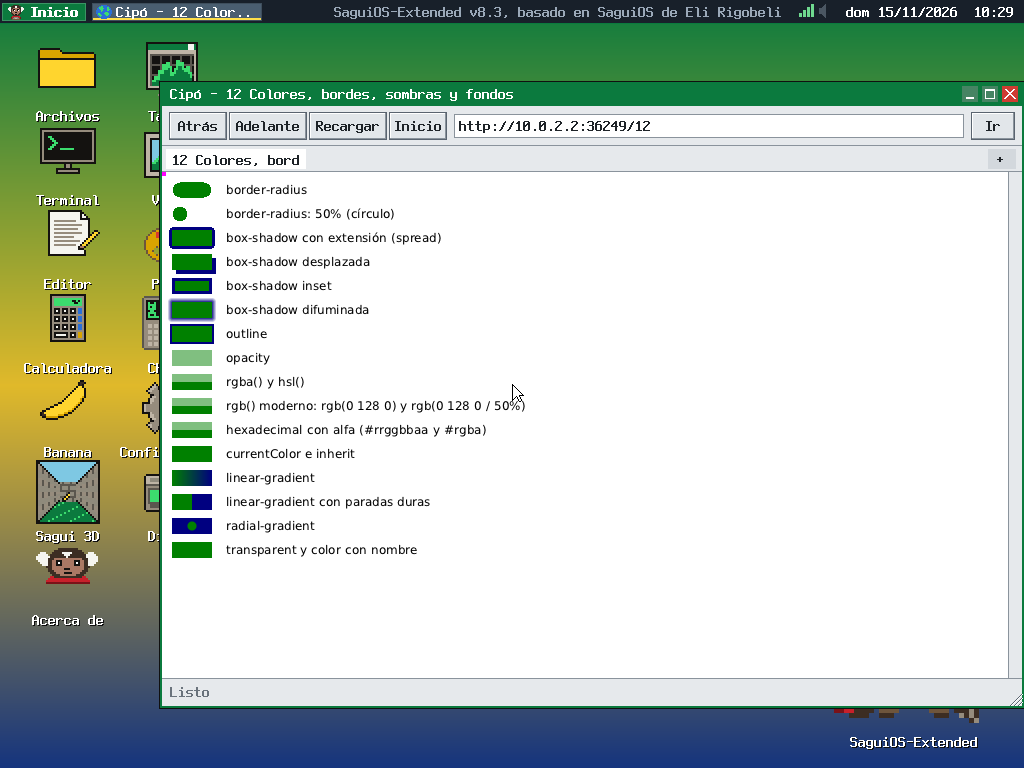 Inicio
Cipó - 12 Color..
SaguiOS-Extended v8.3, basado en SaguiOS de Eli Rigobeli
dom 15/11/2026
10:29
Archivos
Terminal
Editor
Calculadora
Banana
Sagui 3D
Acerca de
Cipó - 12 Colores, bordes, sombras y fondos
Atrás
Adelante
Recargar
Inicio
http://10.0.2.2:36249/12
Ir
12 Colores, bord
+
border-radius
border-radius: 50% (círculo)
box-shadow con extensión (spread)
box-shadow desplazada
box-shadow inset
box-shadow difuminada
outline
opacity
rgba() y hsl()
rgb() moderno: rgb(0 128 0) y rgb(0 128 0 / 50%)
hexadecimal con alfa (#rrggbbaa y #rgba)
currentColor e inherit
linear-gradient
linear-gradient con paradas duras
radial-gradient
transparent y color con nombre
Listo
SaguiOS-Extended